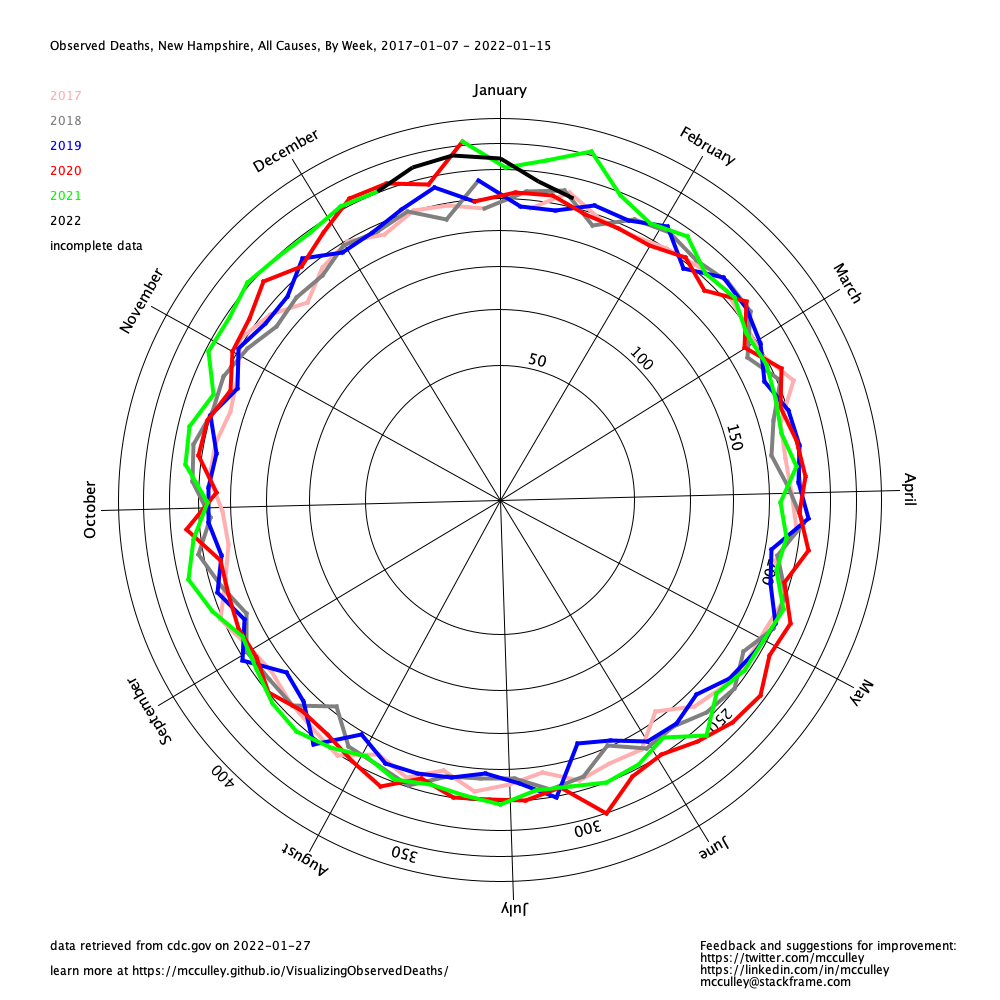 Observed Deaths, New Hampshire, All Causes, By Week, 2017-01-07 - 2022-01-15
2017
2018
2019
2020
2021
2022
incomplete data
January
February
March
April
May
June
July
August
September
October
November
December
50
100
150
200
250
300
350
400
data retrieved from cdc.gov on 2022-01-27
learn more at https://mcculley.github.io/VisualizingObservedDeaths/
Feedback and suggestions for improvement:
https://twitter.com/mcculley
https://linkedin.com/in/mcculley
mcculley@stackframe.com